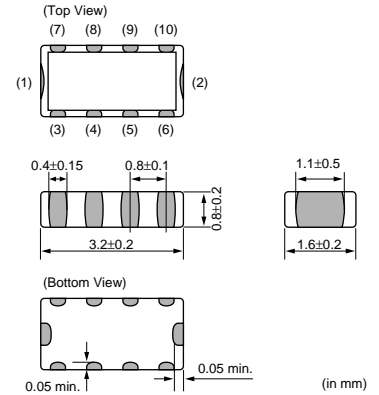 (Top View)
(7) (8) (9) (10)
(1) (2)
(3) (4) (5) (6)
0.4±0.15 0.8±0.1 1.1±0.5
0.8±0.2
3.2±0.2 1.6±0.2
(Bottom View)
0.05 min.
0.05 min.
(in mm)